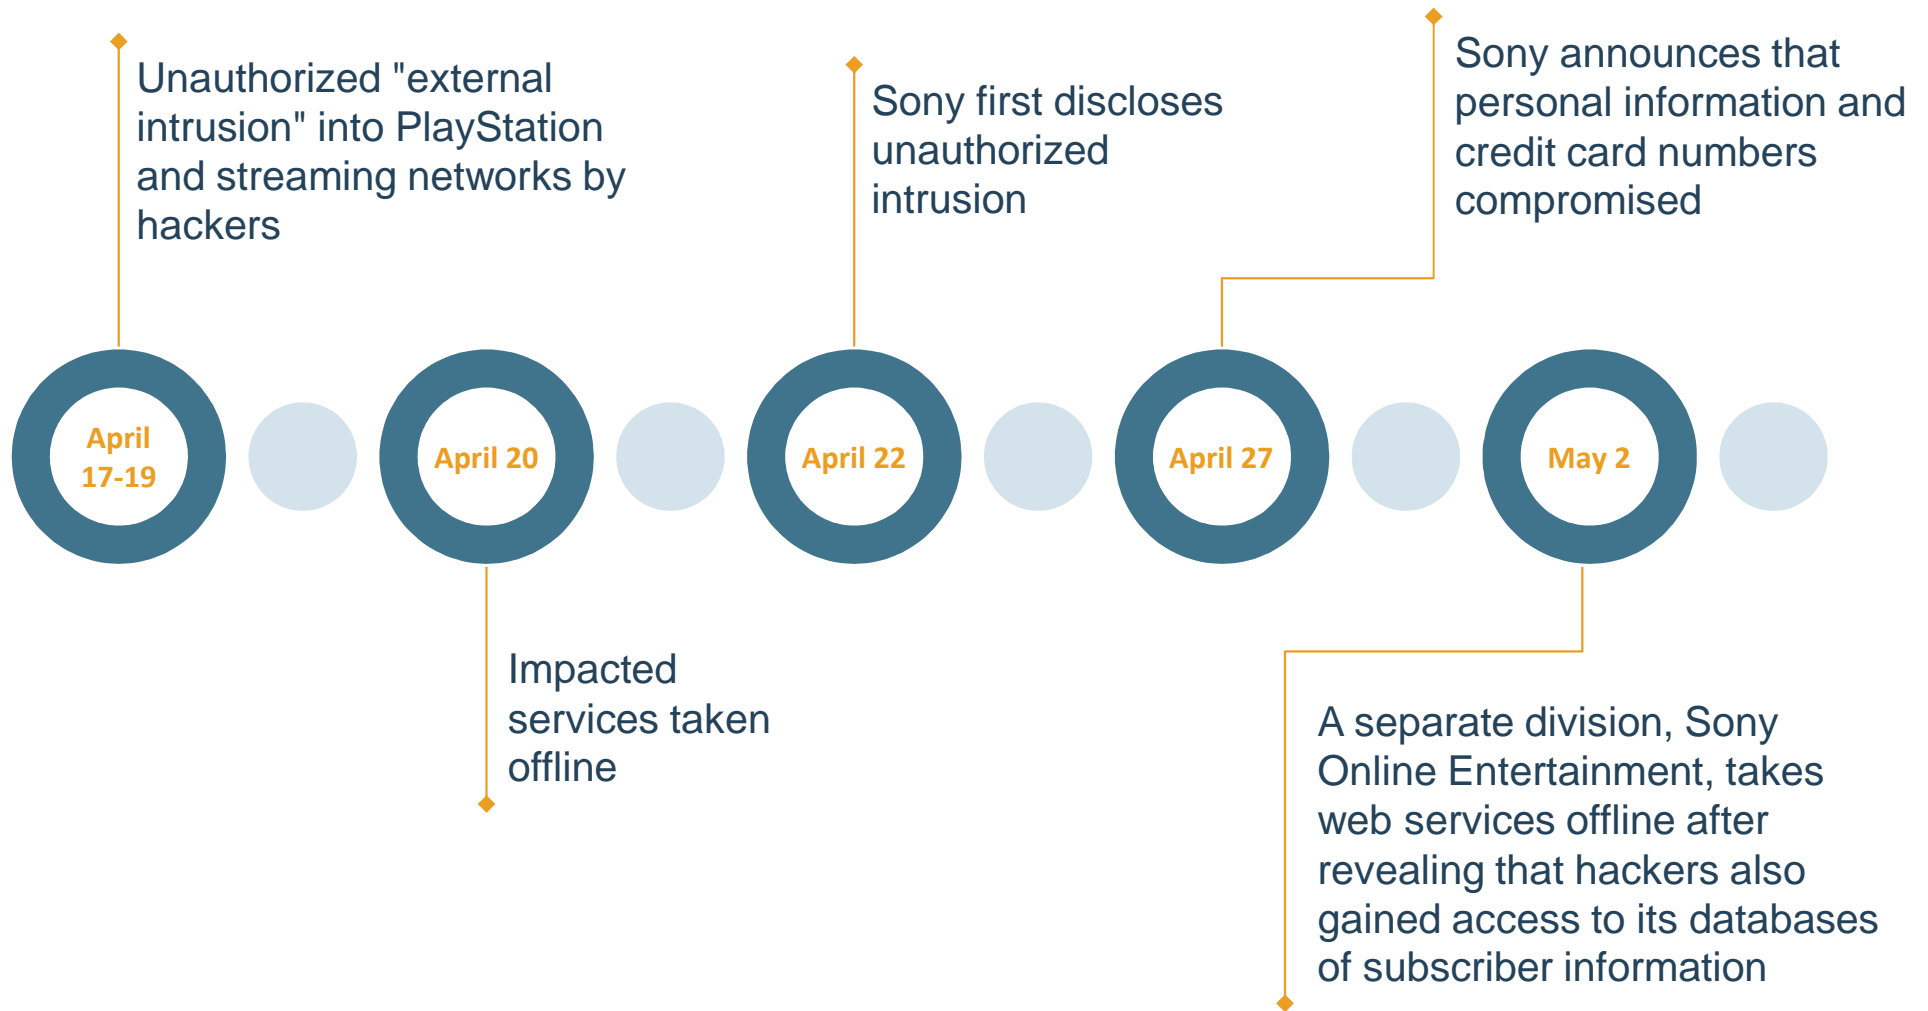 Unauthorized "external
intrusion" into PlayStation
and streaming networks by
hackers
Sony first discloses
unauthorized
intrusion
Sony announces that
personal information and
credit card numbers
compromised
April
17-19
April 20
April 22
April 27
May 2
Impacted
services taken
offline
A separate division, Sony
Online Entertainment, takes
web services offline after
revealing that hackers also
gained access to its databases
of subscriber information